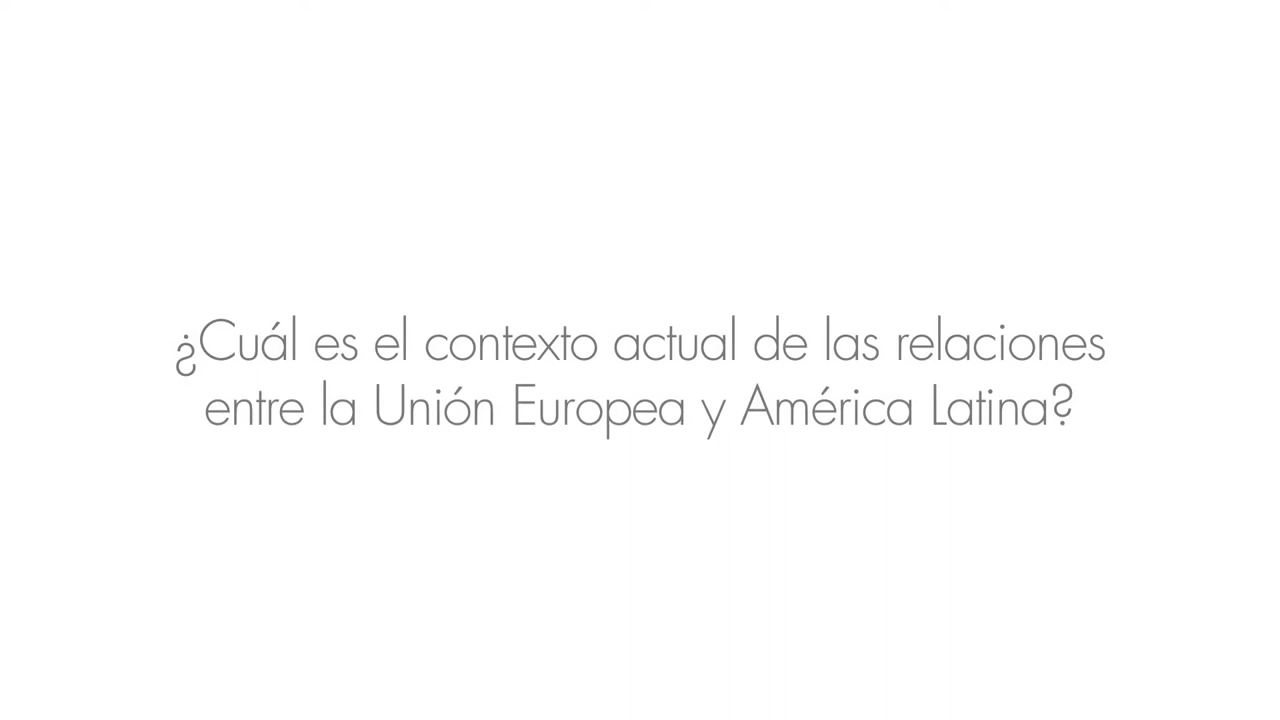 ¿Cuál es el contexto actual de las relaciones
entre la Unión Europea y América Latina?